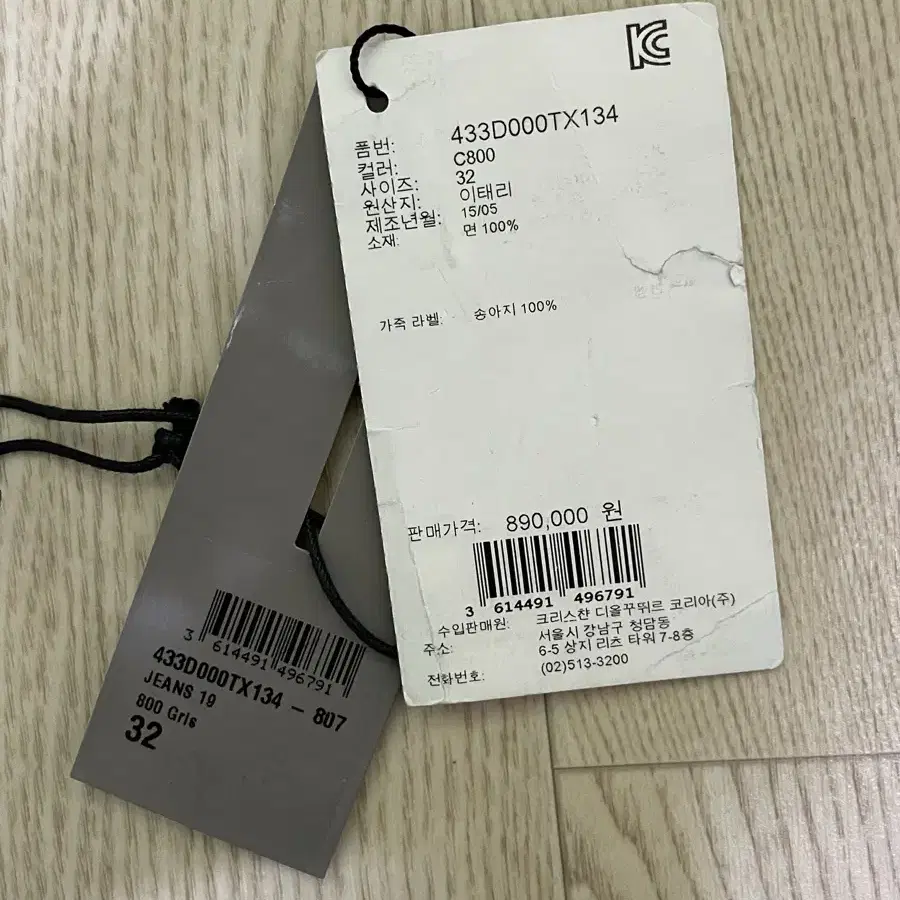 KC
품번: 433D000TX134
컬러: C800
사이즈: 32
원산지: 이태리
제조년월: 15/05
소재: 면 100%
가죽 라벨: 송아지 100%
판매가격: 890,000 원
3 614491 496791
수입판매원: 크리스챤 디올꾸뛰르 코리아(주)
주소: 서울시 강남구 청담동
6-5 상지 리츠 타워 7-8층
전화번호: (02)513-3200
3 614491 496791
433D000TX134 - 807
JEANS 19
800 Gris
32